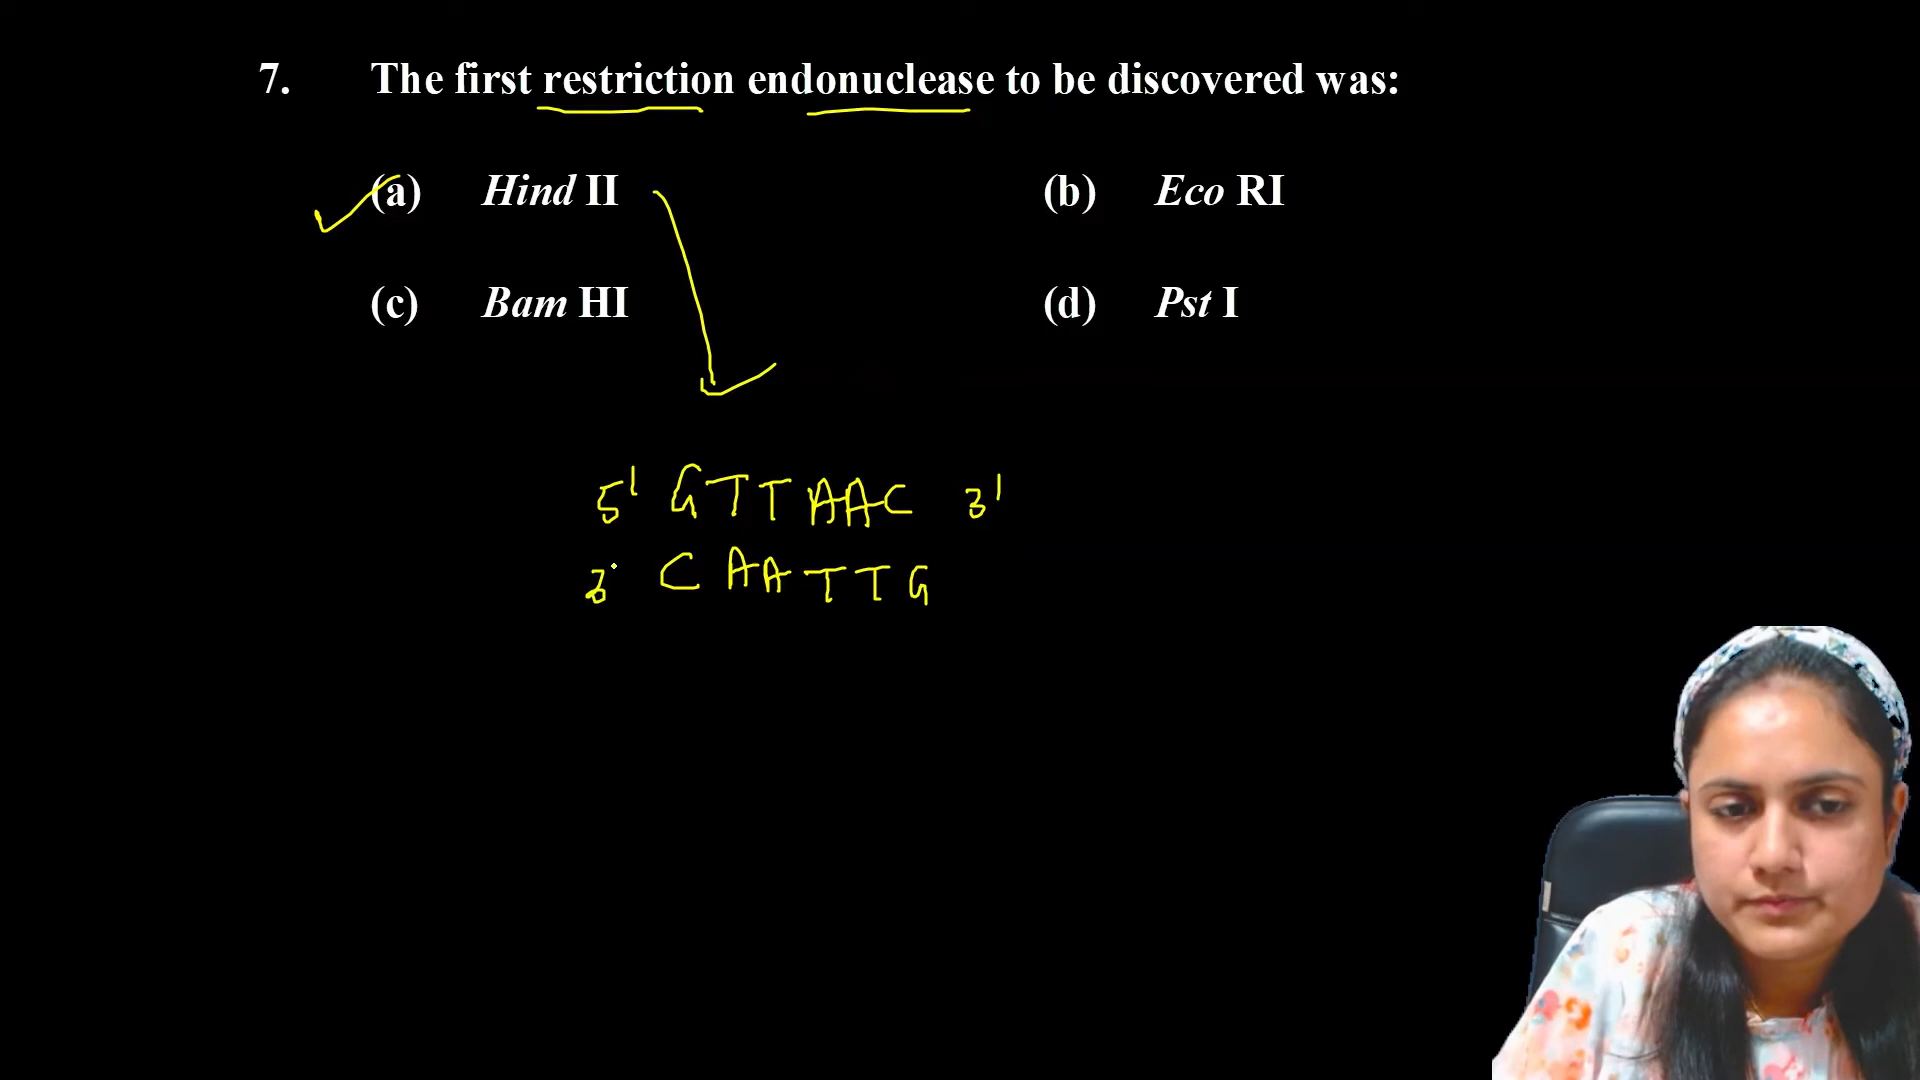 7. The first restriction endonuclease to be discovered was:
(a) Hind II (b) Eco RI
(c) Bam HI (d) Pst I
5' GTTAAC 3'
3' CAATTG